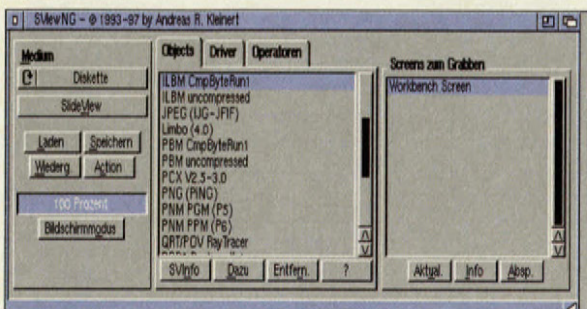 SViewNG - © 1993-97 by Andreas R. Kleinert
Medium
Diskette
SlideView
Laden
Speichern
Wiederg.
Action
100 Prozent
Bildschirmmodus
Objects
Driver
Operatoren
ILBM CmpByteRun1
ILBM uncompressed
JPEG (IJG-JFIF)
Limbo (4.0)
PBM CmpByteRun1
PBM uncompressed
PCX V2.5-3.0
PNG (PiNG)
PNM PGM (P5)
PNM PPM (P6)
QRT/POV RayTracer
SVInfo
Dazu
Entfern.
?
Screens zum Grabben
Workbench Screen
Aktual.
Info
Absp.